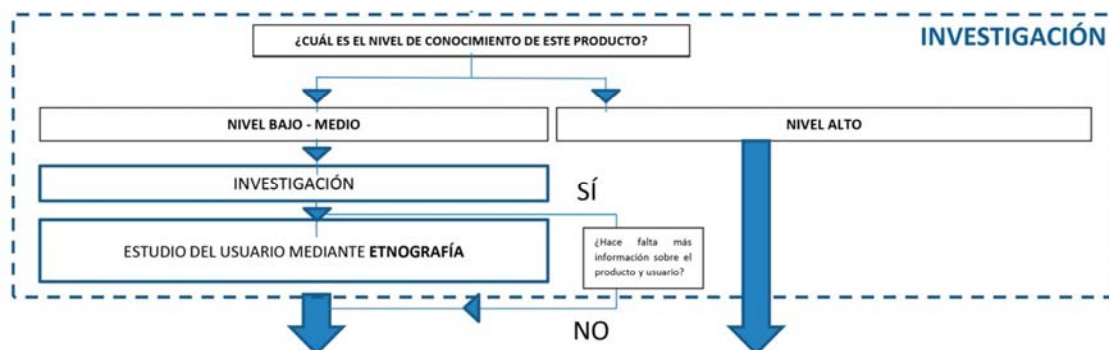 ¿CUÁL ES EL NIVEL DE CONOCIMIENTO DE ESTE PRODUCTO?
INVESTIGACIÓN
NIVEL BAJO - MEDIO
NIVEL ALTO
INVESTIGACIÓN
SÍ
ESTUDIO DEL USUARIO MEDIANTE ETNOGRAFÍA
¿Hace falta más
información sobre el
producto y usuario?
NO